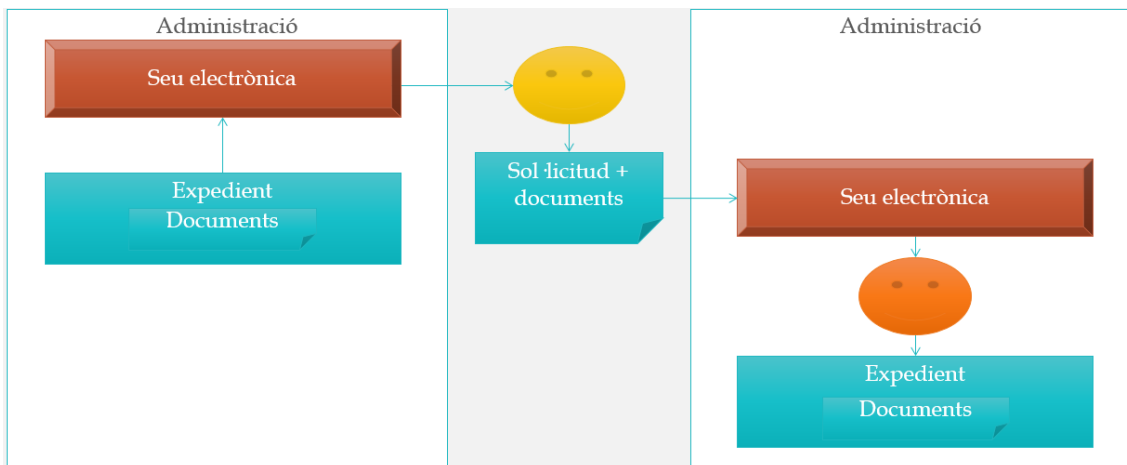 Administració
Seu electrònica
Expedient
Documents
Sol·licitud +
documents
Administració
Seu electrònica
Expedient
Documents